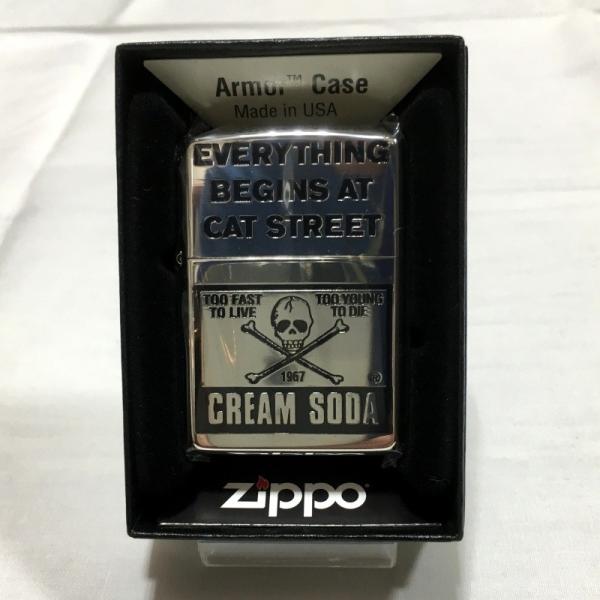 Armor™ Case
Made in USA
EVERYTHING
BEGINS AT
CAT STREET
TOO FAST
TO LIVE
TOO YOUNG
TO DIE
1967
®
CREAM SODA
zippo